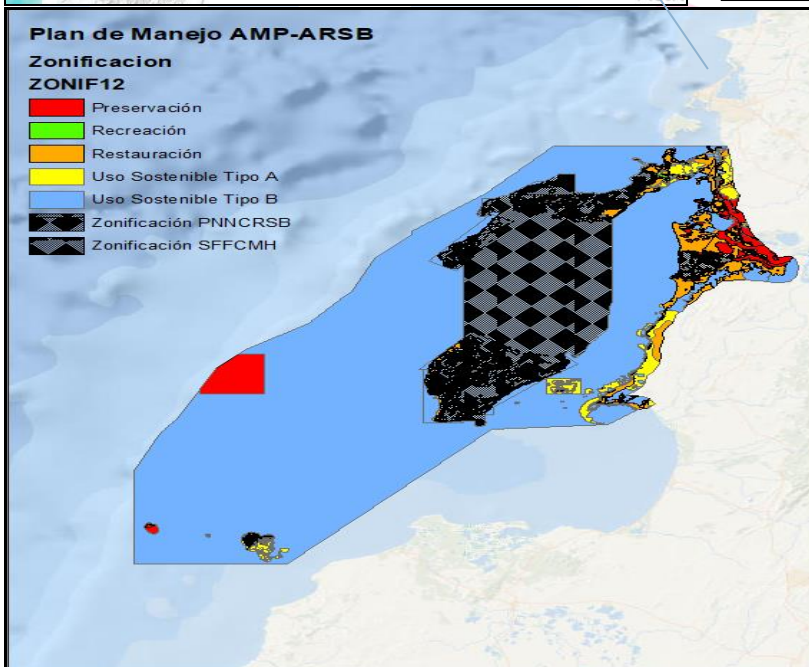 Plan de Manejo AMP-ARSB
Zonificacion
ZONIF12
Preservación
Recreación
Restauración
Uso Sostenible Tipo A
Uso Sostenible Tipo B
Zonificación PNNCRSB
Zonificación SFFCMH